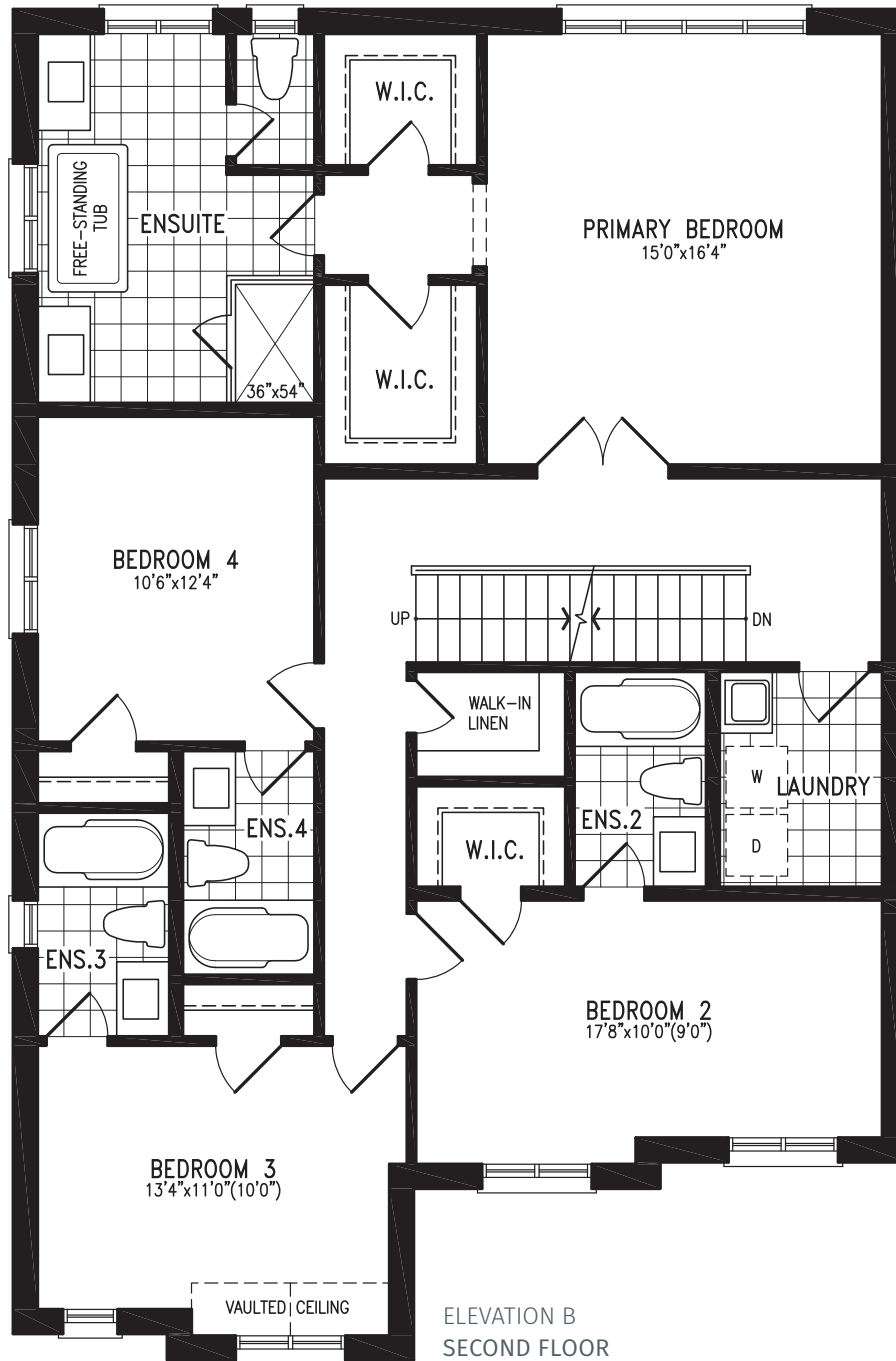 W.I.C.
FREE-STANDING
TUB
ENSUITE
PRIMARY BEDROOM
15'0"x16'4"
W.I.C.
36"x54"
BEDROOM 4
10'6"x12'4"
UP
DN
WALK-IN
LINEN
W
LAUNDRY
ENS.4
ENS.2
W.I.C.
D
ENS.3
BEDROOM 2
17'8"x10'0"(9'0")
BEDROOM 3
13'4"x11'0"(10'0")
VAULTED CEILING
ELEVATION B
SECOND FLOOR